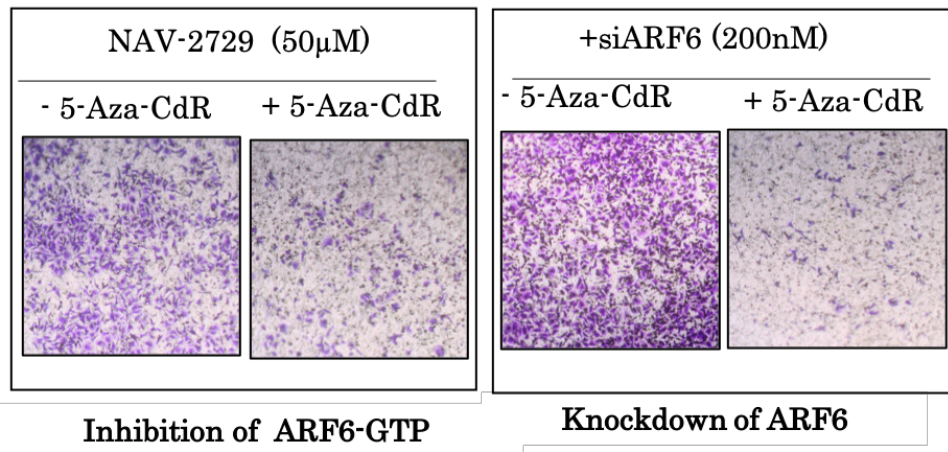 NAV-2729 (50μM)
- 5-Aza-CdR + 5-Aza-CdR
Inhibition of ARF6-GTP
+siARF6 (200nM)
- 5-Aza-CdR + 5-Aza-CdR
Knockdown of ARF6